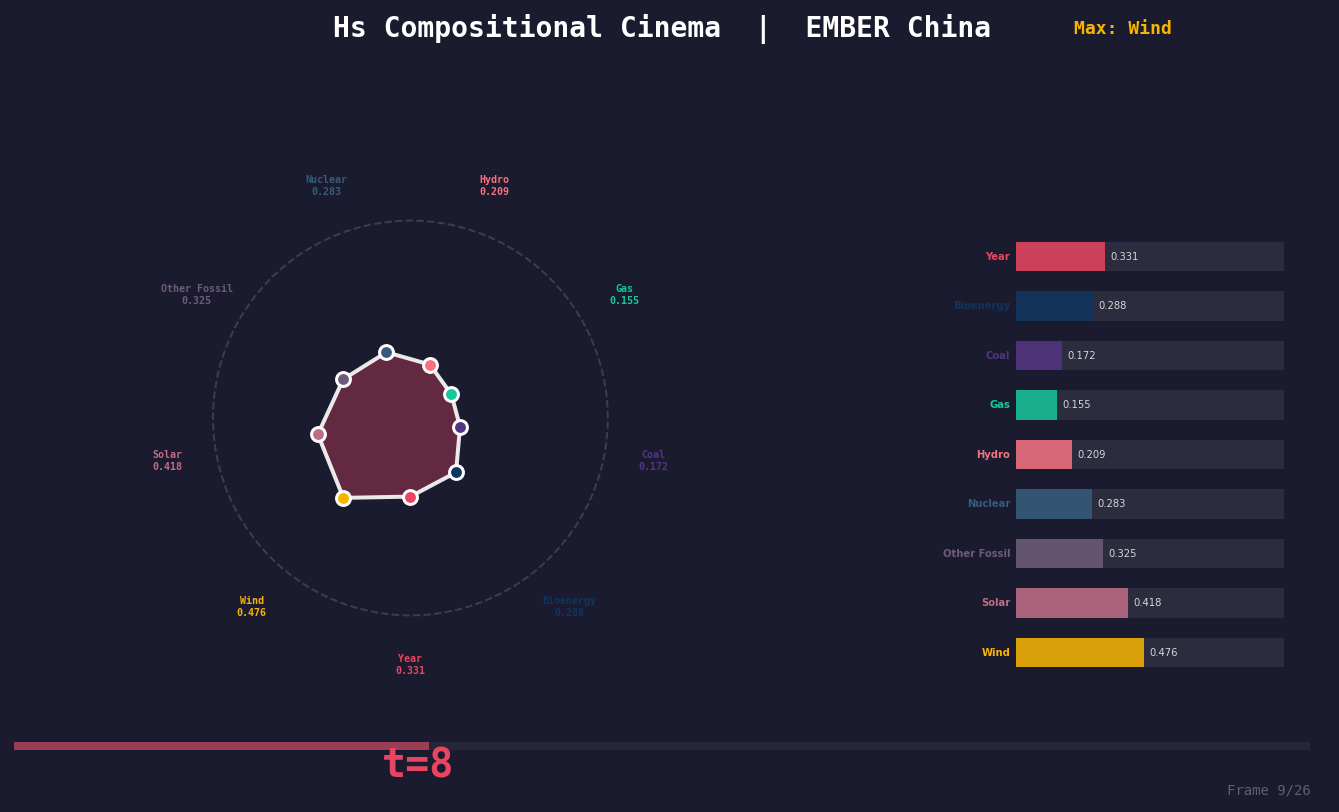 Hs Compositional Cinema | EMBER China
Max: Wind
Nuclear
0.283
Hydro
0.209
Other Fossil
0.325
Gas
0.155
Solar
0.418
Coal
0.172
Wind
0.476
Bioenergy
0.288
Year
0.331
Year 0.331
Bioenergy 0.288
Coal 0.172
Gas 0.155
Hydro 0.209
Nuclear 0.283
Other Fossil 0.325
Solar 0.418
Wind 0.476
t=8
Frame 9/26